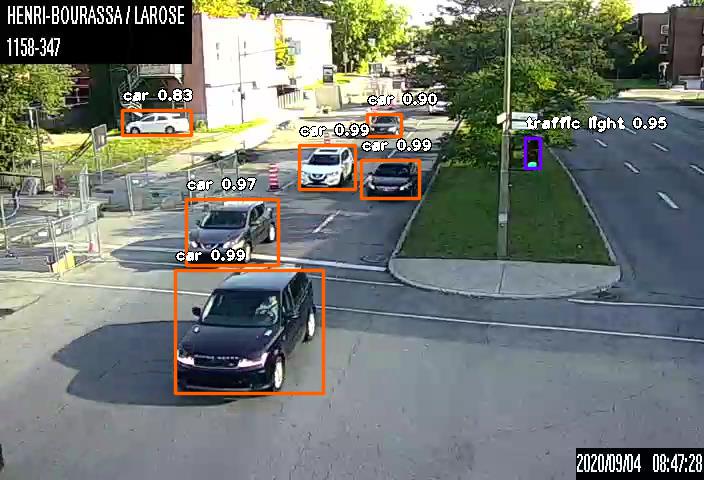 HENRI-BOURASSA / LAROSE
1158-347
car 0.83
car 0.90
traffic light 0.95
car 0.99
car 0.99
car 0.97
car 0.99
2020/09/04 08:47:28